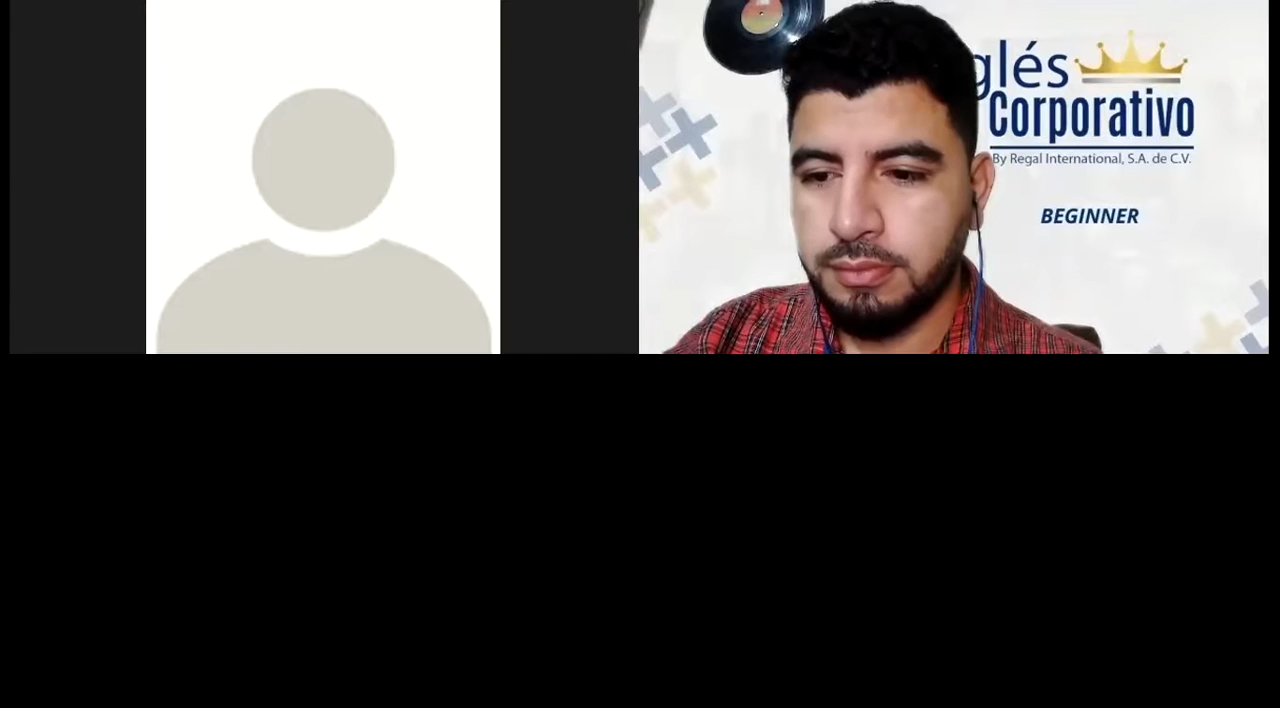 glés
Corporativo
By Regal International, S.A. de C.V.
BEGINNER